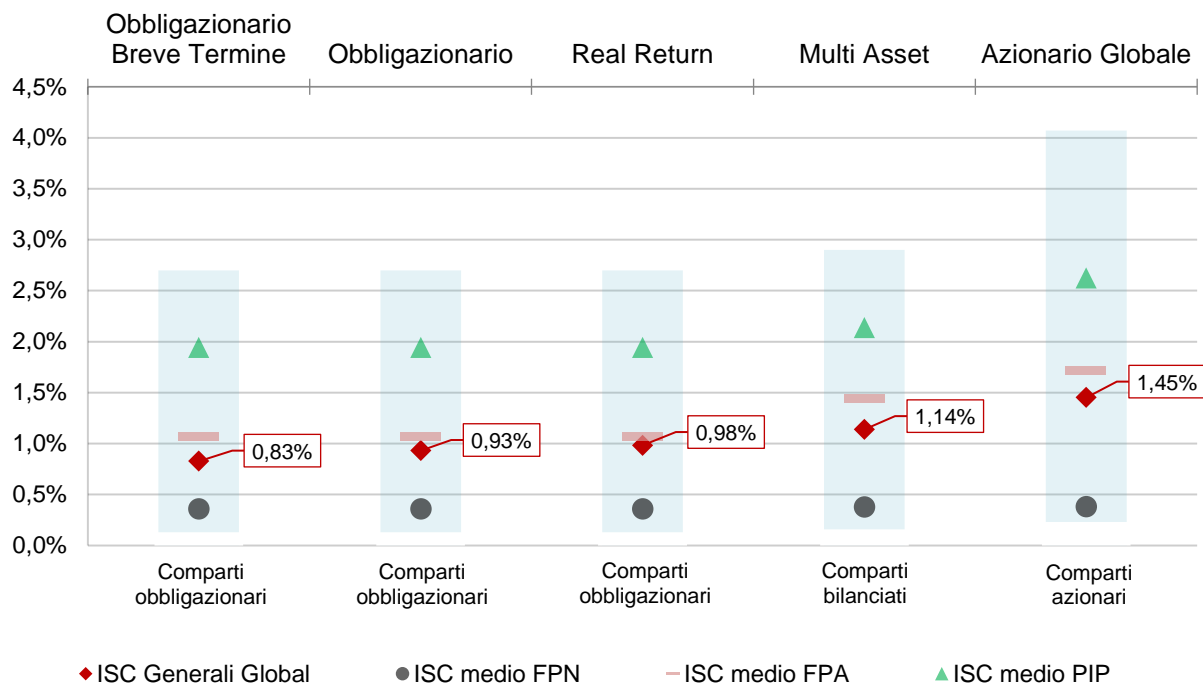 Obbligazionario
Breve Termine
Obbligazionario
Real Return
Multi Asset
Azionario Globale
4,5%
4,0%
3,5%
3,0%
2,5%
2,0%
1,5%
1,0%
0,5%
0,0%
0,83%
0,93%
0,98%
1,14%
1,45%
Comparti
obbligazionari
Comparti
obbligazionari
Comparti
obbligazionari
Comparti
bilanciati
Comparti
azionari
ISC Generali Global
ISC medio FPN
ISC medio FPA
ISC medio PIP